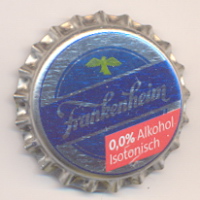 Frankenheim
0,0% Alkohol
Isotonisch